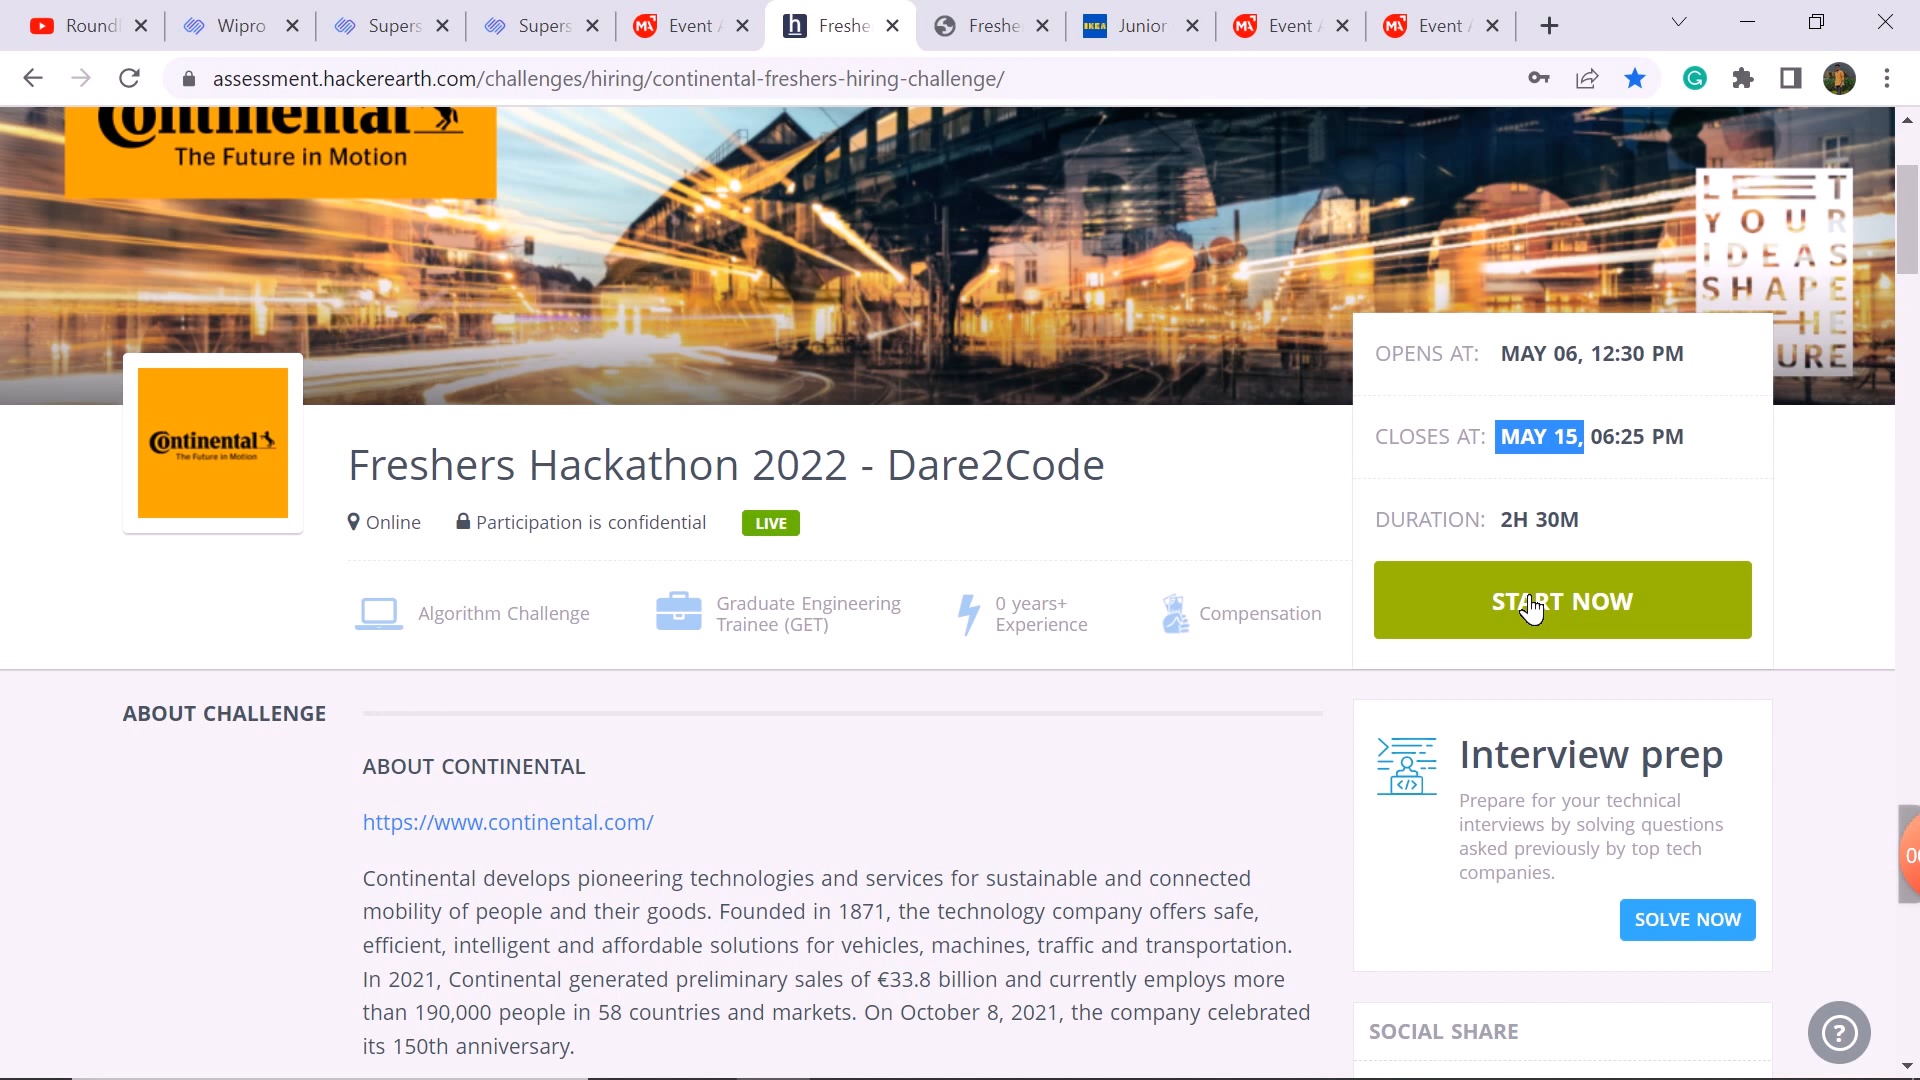 Round
Wipro
Supers
Supers
Event A
Freshe
Freshe
IKEA
Junior
Event A
Event A
assessment.hackerearth.com/challenges/hiring/continental-freshers-hiring-challenge/
Continental
The Future in Motion
LET
YOUR
IDEAS
SHAPE
THE
URE
OPENS AT: MAY 06, 12:30 PM
CLOSES AT: MAY 15, 06:25 PM
DURATION: 2H 30M
START NOW
Continental
The Future in Motion
Freshers Hackathon 2022 - Dare2Code
Online
Participation is confidential
LIVE
Algorithm Challenge
Graduate Engineering
Trainee (GET)
0 years+
Experience
Compensation
ABOUT CHALLENGE
ABOUT CONTINENTAL
https://www.continental.com/
Continental develops pioneering technologies and services for sustainable and connected
mobility of people and their goods. Founded in 1871, the technology company offers safe,
efficient, intelligent and affordable solutions for vehicles, machines, traffic and transportation.
In 2021, Continental generated preliminary sales of €33.8 billion and currently employs more
than 190,000 people in 58 countries and markets. On October 8, 2021, the company celebrated
its 150th anniversary.
Interview prep
Prepare for your technical
interviews by solving questions
asked previously by top tech
companies.
SOLVE NOW
SOCIAL SHARE